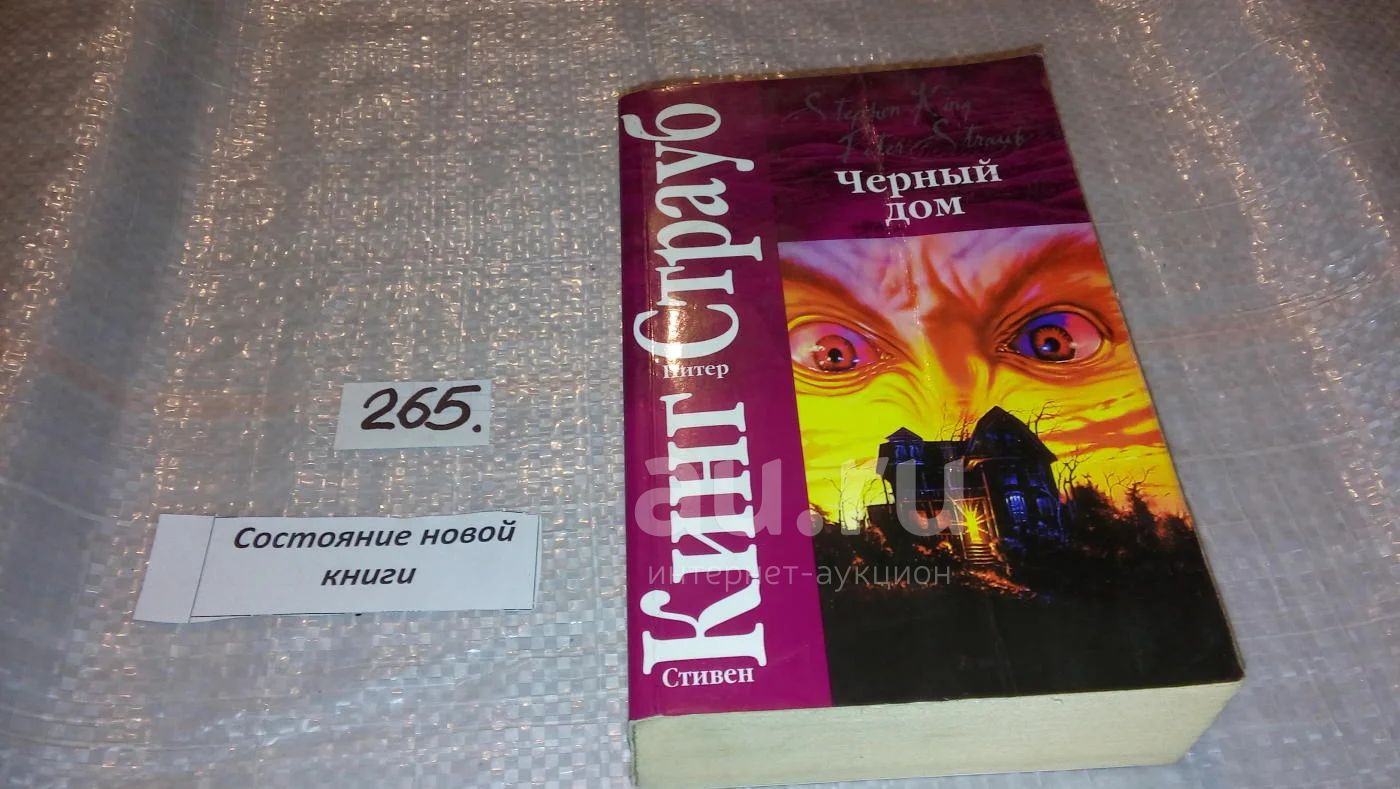 265.
Состояние новой
книги
Стивен
Кинг
Питер
Страуб
Stephen King
Peter Straub
Черный
дом
au.ru
интернет-аукцион